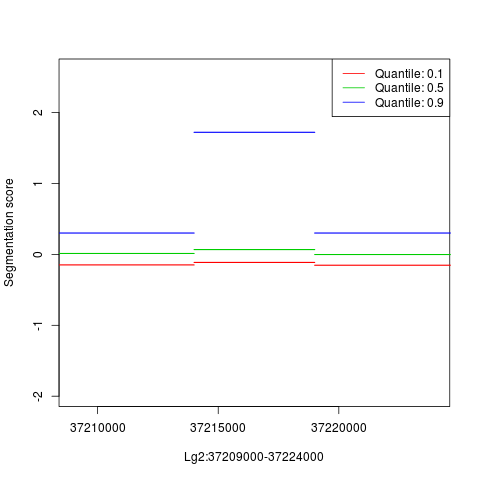 Quantile: 0.1
Quantile: 0.5
Quantile: 0.9
Segmentation score
2
1
0
-1
-2
37210000 37215000 37220000
Lg2:37209000-37224000